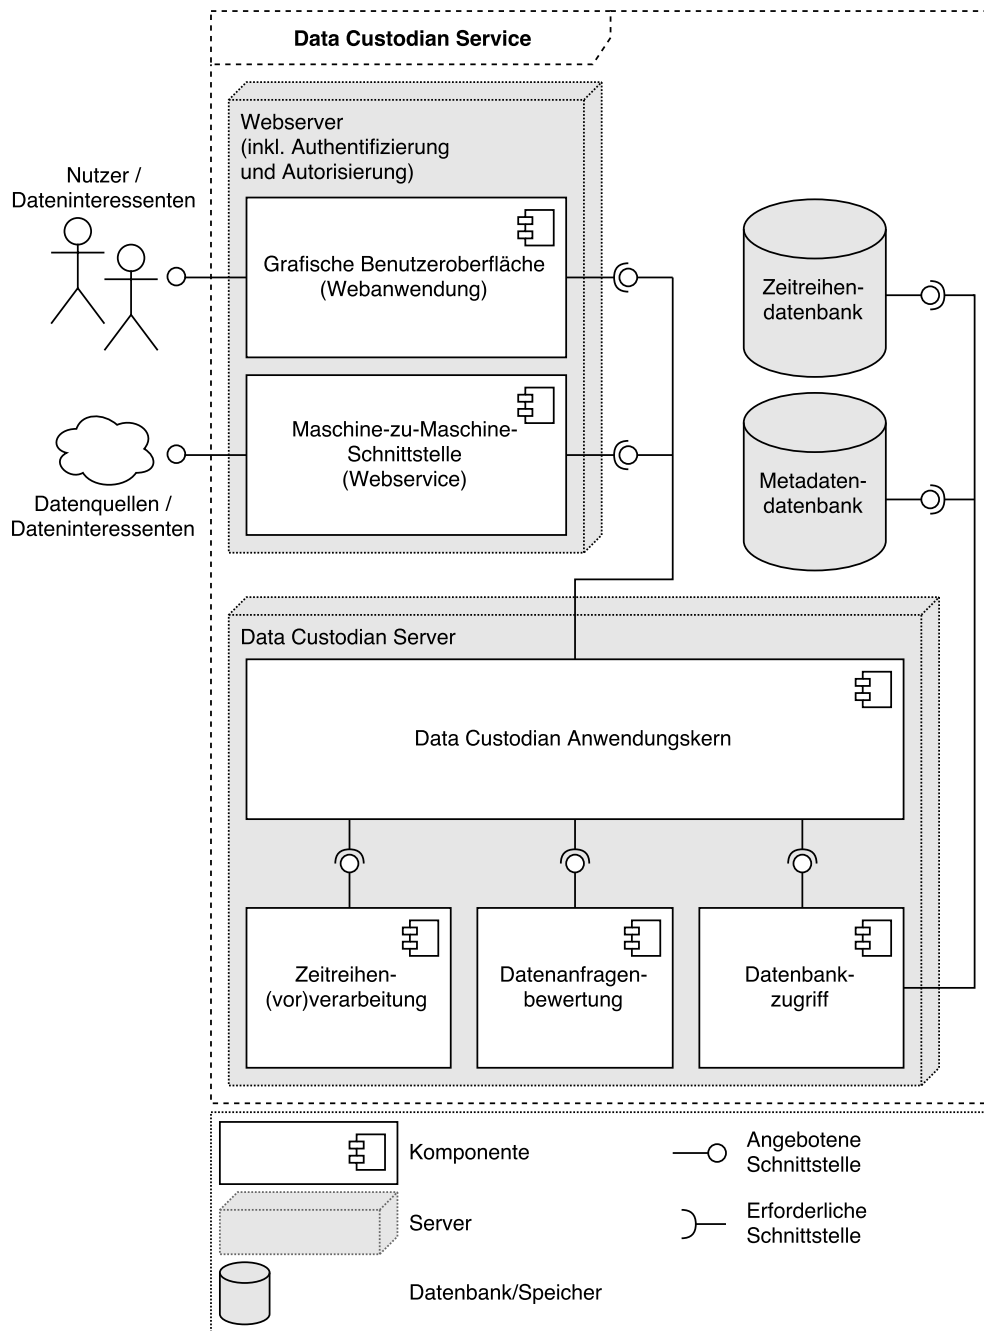 Data Custodian Service
Webserver
(inkl. Authentifizierung
und Autorisierung)
Nutzer /
Dateninteressenten
Grafische Benutzeroberfläche
(Webanwendung)
Zeitreihen-
datenbank
Maschine-zu-Maschine-
Schnittstelle
(Webservice)
Metadaten-
datenbank
Datenquellen /
Dateninteressenten
Data Custodian Server
Data Custodian Anwendungskern
Zeitreihen-
(vor)verarbeitung
Datenanfragen-
bewertung
Datenbank-
zugriff
Komponente
Angebotene
Schnittstelle
Server
Erforderliche
Schnittstelle
Datenbank/Speicher